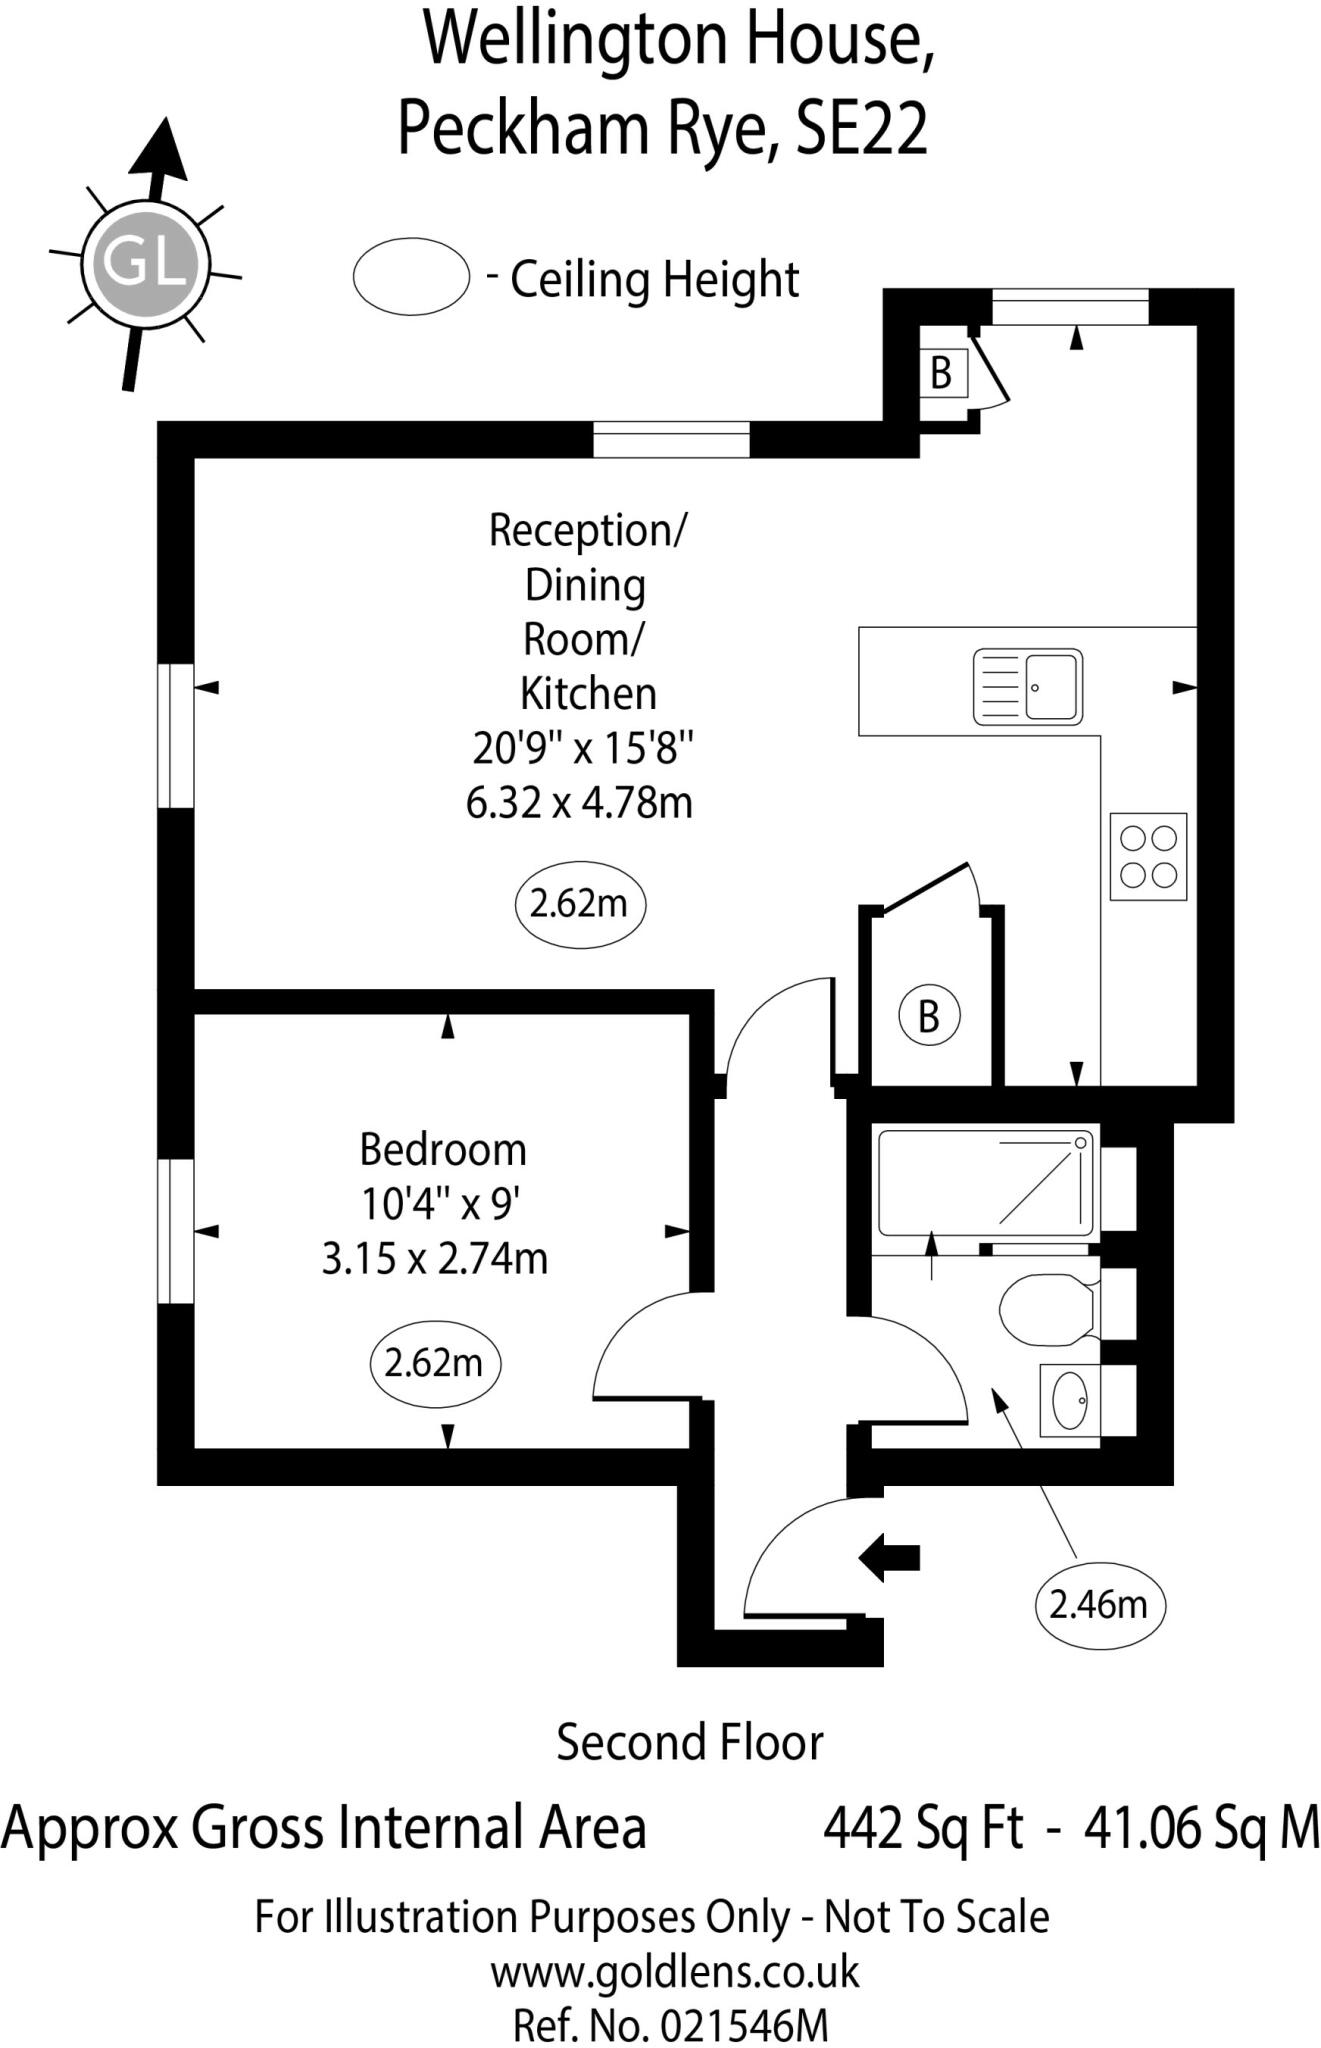 Wellington House,
Peckham Rye, SE22
GL
- Ceiling Height
B
Reception/
Dining
Room/
Kitchen
20'9" x 15'8"
6.32 x 4.78m
2.62m
B
Bedroom
10'4" x 9'
3.15 x 2.74m
2.62m
2.46m
Second Floor
Approx Gross Internal Area 442 Sq Ft - 41.06 Sq M
For Illustration Purposes Only - Not To Scale
www.goldlens.co.uk
Ref. No. 021546M